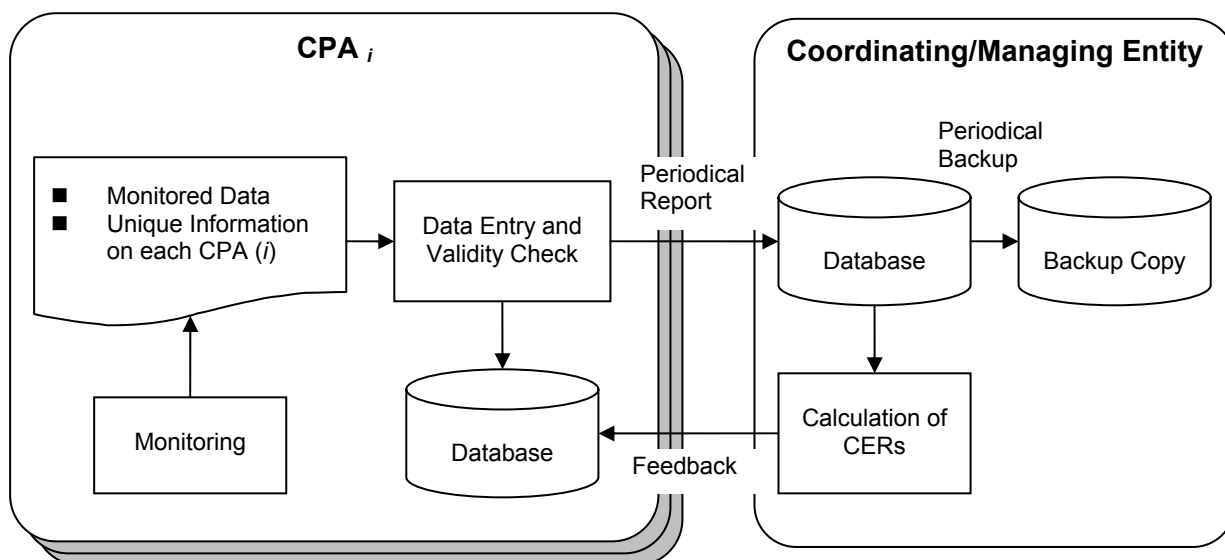 CPA i
Coordinating/Managing Entity
■ Monitored Data
■ Unique Information
on each CPA (i)
Data Entry and
Validity Check
Periodical
Report
Periodical
Backup
Database
Backup Copy
Monitoring
Database
Feedback
Calculation of
CERs